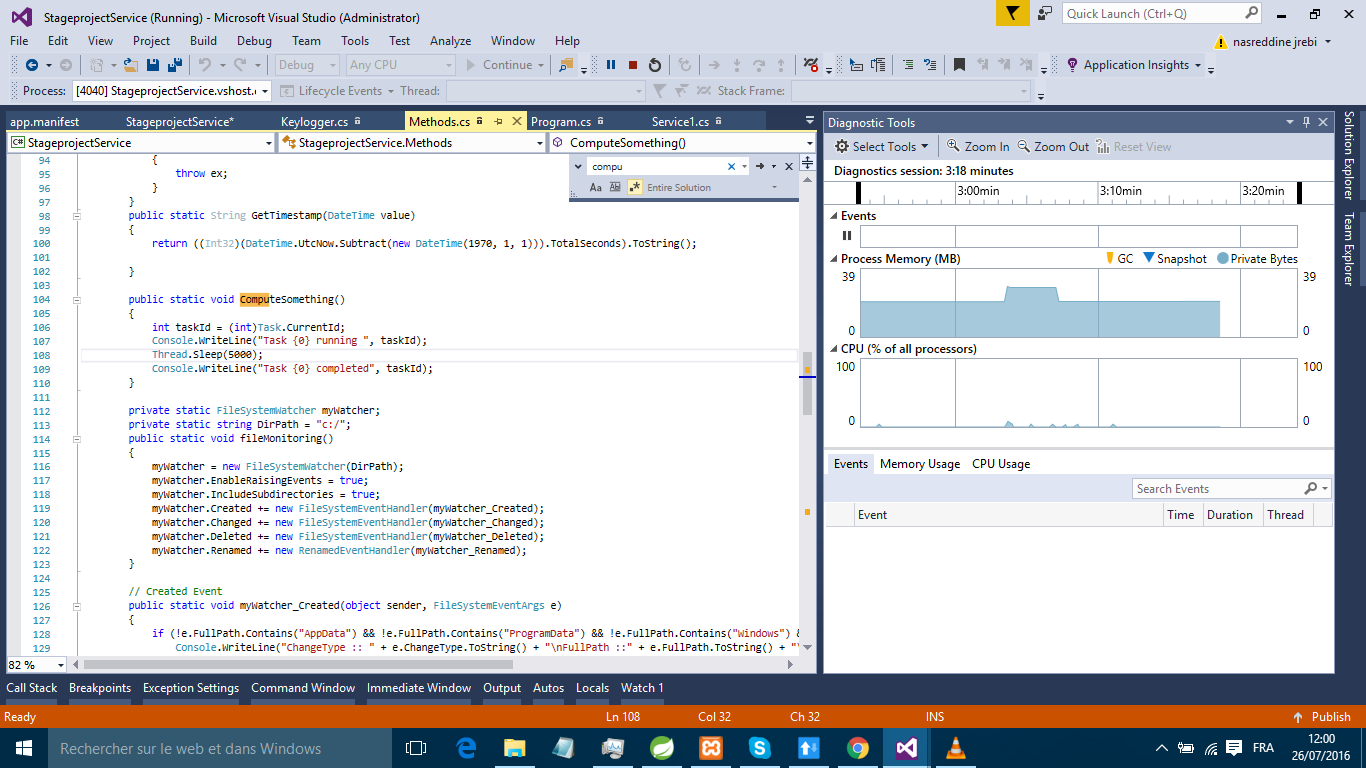 StageprojectService (Running) - Microsoft Visual Studio (Administrator)
Quick Launch (Ctrl+Q)
File Edit View Project Build Debug Team Tools Test Analyze Window Help
nasreddine jrebi
Debug Any CPU Continue Application Insights
Process: [4040] StageprojectService.vshost. Lifecycle Events Thread: Stack Frame:
app.manifest StageprojectService* Keylogger.cs Methods.cs Program.cs Service1.cs
StageprojectService StageprojectService.Methods ComputeSomething()
compu
Aa Entire Solution
94 {
95 throw ex;
96 }
97 }
98 public static String GetTimestamp(DateTime value)
99 {
100 return ((Int32)(DateTime.UtcNow.Subtract(new DateTime(1970, 1, 1))).TotalSeconds).ToString();
101
102 }
103
104 public static void ComputeSomething()
105 {
106 int taskId = (int)Task.CurrentId;
107 Console.WriteLine("Task {0} running ", taskId);
108 Thread.Sleep(5000);
109 Console.WriteLine("Task {0} completed", taskId);
110 }
111
112 private static FileSystemWatcher myWatcher;
113 private static string DirPath = "c:/";
114 public static void fileMonitoring()
115 {
116 myWatcher = new FileSystemWatcher(DirPath);
117 myWatcher.EnableRaisingEvents = true;
118 myWatcher.IncludeSubdirectories = true;
119 myWatcher.Created += new FileSystemEventHandler(myWatcher_Created);
120 myWatcher.Changed += new FileSystemEventHandler(myWatcher_Changed);
121 myWatcher.Deleted += new FileSystemEventHandler(myWatcher_Deleted);
122 myWatcher.Renamed += new RenamedEventHandler(myWatcher_Renamed);
123 }
124
125 // Created Event
126 public static void myWatcher_Created(object sender, FileSystemEventArgs e)
127 {
128 if (!e.FullPath.Contains("AppData") && !e.FullPath.Contains("ProgramData") && !e.FullPath.Contains("Windows") &
129 Console.WriteLine("ChangeType :: " + e.ChangeType.ToString() + "\nFullPath ::" + e.FullPath.ToString() + "\
82 %
Diagnostic Tools
Select Tools Zoom In Zoom Out Reset View
Diagnostics session: 3:18 minutes
3:00min 3:10min 3:20min
Events
Process Memory (MB) GC Snapshot Private Bytes
39 39
0 0
CPU (% of all processors)
100 100
0 0
Events Memory Usage CPU Usage
Search Events
Event Time Duration Thread
Solution Explorer
Team Explorer
Call Stack Breakpoints Exception Settings Command Window Immediate Window Output Autos Locals Watch 1
Ready Ln 108 Col 32 Ch 32 INS Publish
Rechercher sur le web et dans Windows
FRA
12:00
26/07/2016